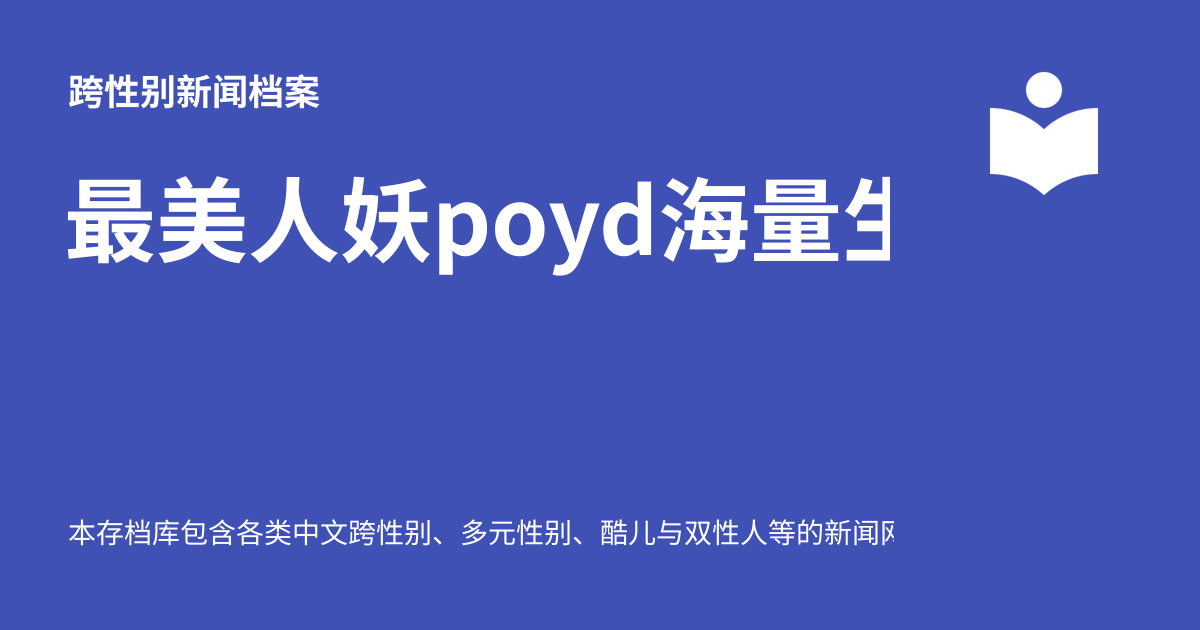 跨性别新闻档案
最美人妖poyd海量生
本存档库包含各类中文跨性别、多元性别、酷儿与双性人等的新闻网